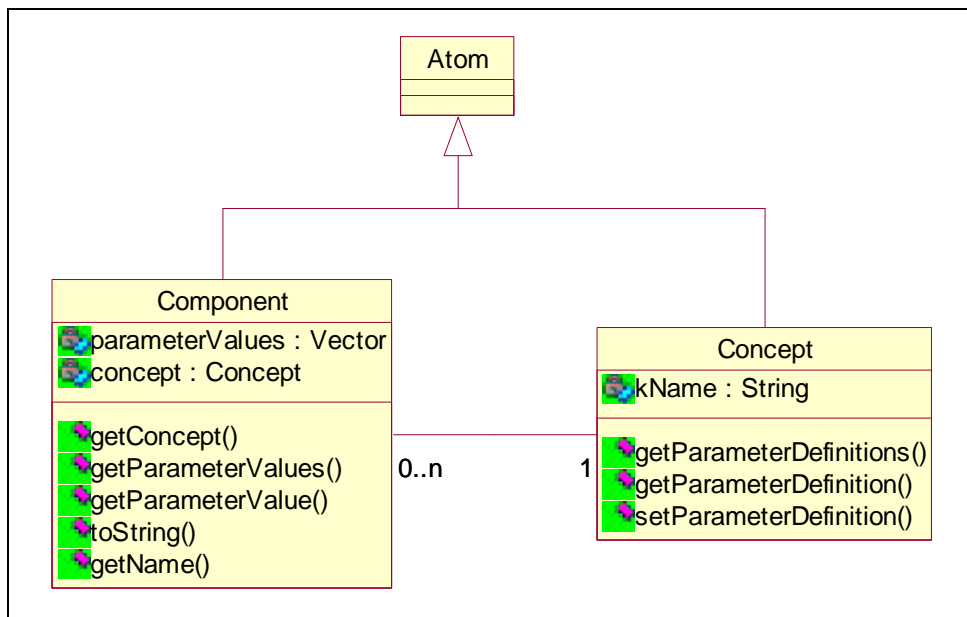 Atom
Component
parameterValues : Vector
concept : Concept
getConcept()
getParameterValues()
getParameterValue()
toString()
getName()
0..n
1
Concept
kName : String
getParameterDefinitions()
getParameterDefinition()
setParameterDefinition()